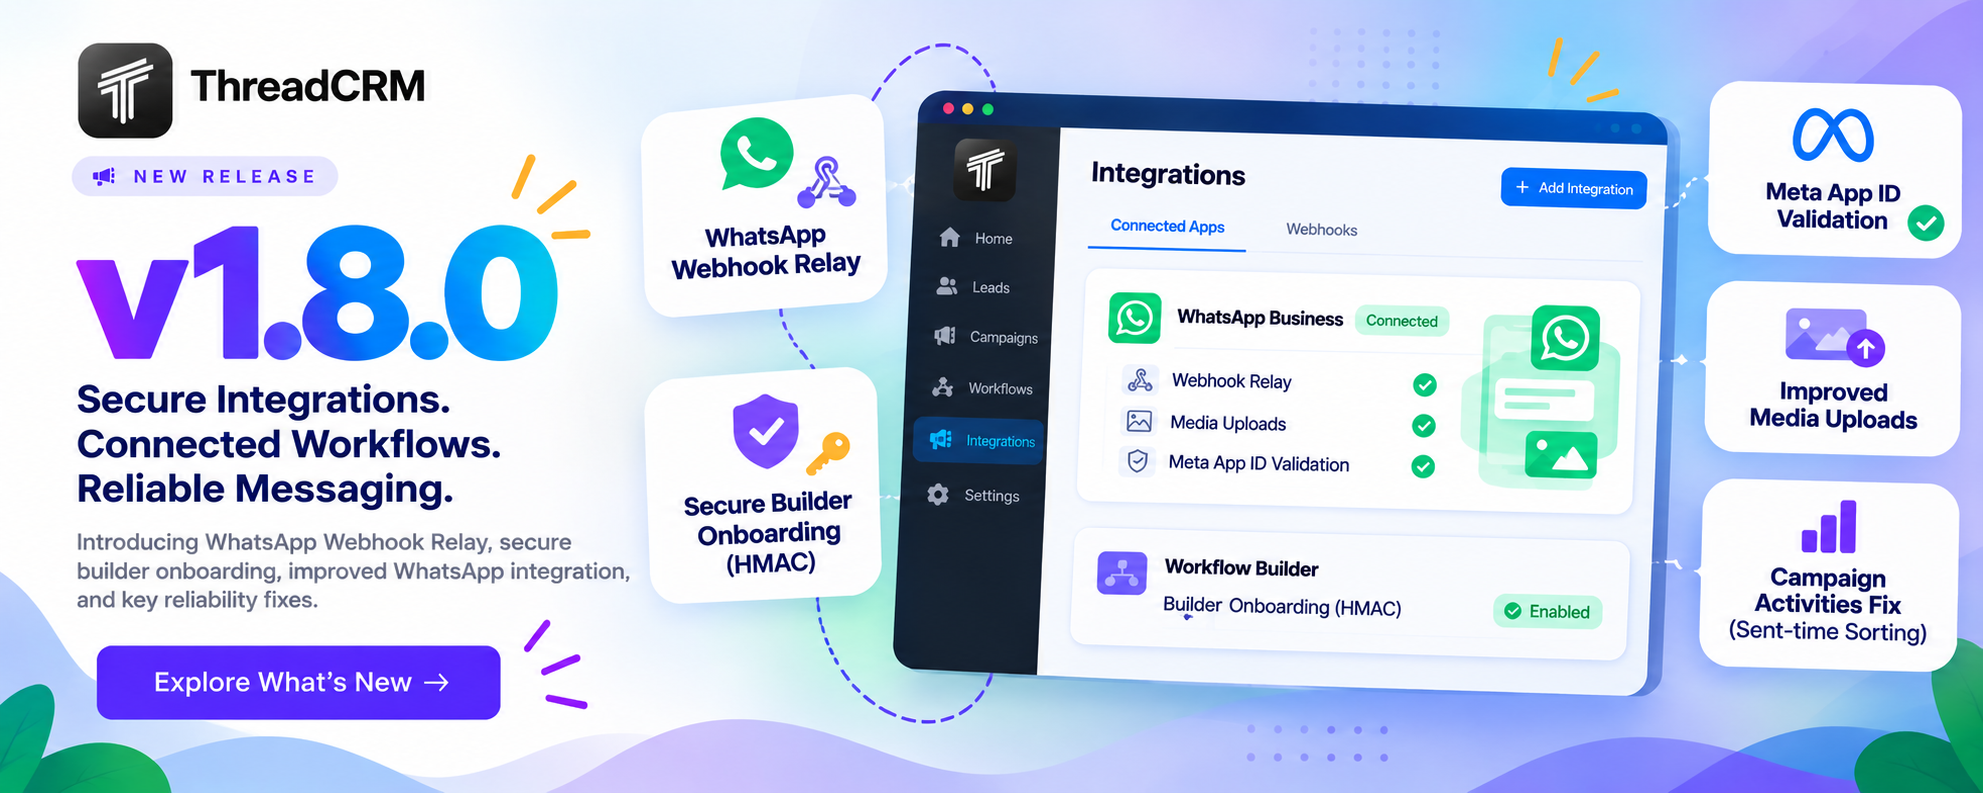 ThreadCRM
NEW RELEASE
v1.8.0
Secure Integrations.
Connected Workflows.
Reliable Messaging.
Introducing WhatsApp Webhook Relay, secure
builder onboarding, improved WhatsApp integration,
and key reliability fixes.
Explore What's New →
WhatsApp
Webhook Relay
Secure Builder
Onboarding
(HMAC)
Home
Leads
Campaigns
Workflows
Integrations
Settings
Integrations
+ Add Integration
Connected Apps
Webhooks
WhatsApp Business
Connected
Webhook Relay
Media Uploads
Meta App ID Validation
Workflow Builder
Builder Onboarding (HMAC)
Enabled
Meta App ID
Validation
Improved
Media Uploads
Campaign
Activities Fix
(Sent-time Sorting)